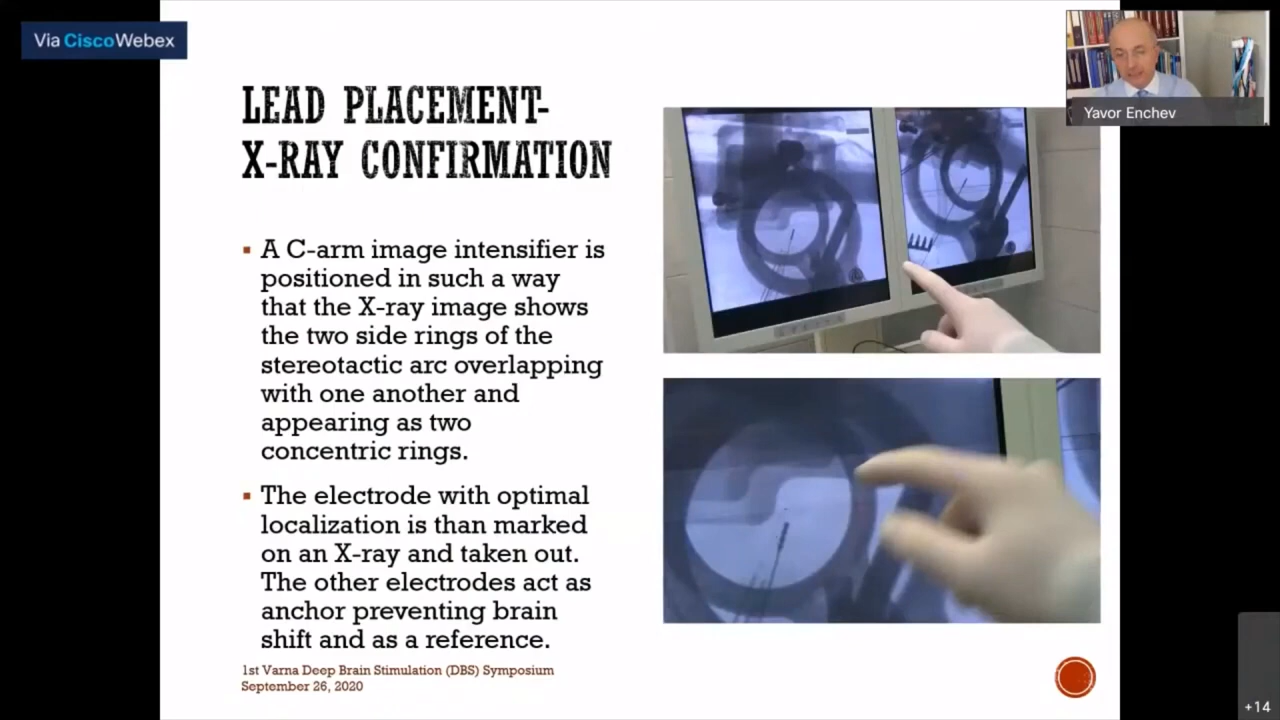 Via Cisco Webex
Yavor Enchev
LEAD PLACEMENT-
X-RAY CONFIRMATION
▪ A C-arm image intensifier is
positioned in such a way
that the X-ray image shows
the two side rings of the
stereotactic arc overlapping
with one another and
appearing as two
concentric rings.
▪ The electrode with optimal
localization is than marked
on an X-ray and taken out.
The other electrodes act as
anchor preventing brain
shift and as a reference.
1st Varna Deep Brain Stimulation (DBS) Symposium
September 26, 2020
+14